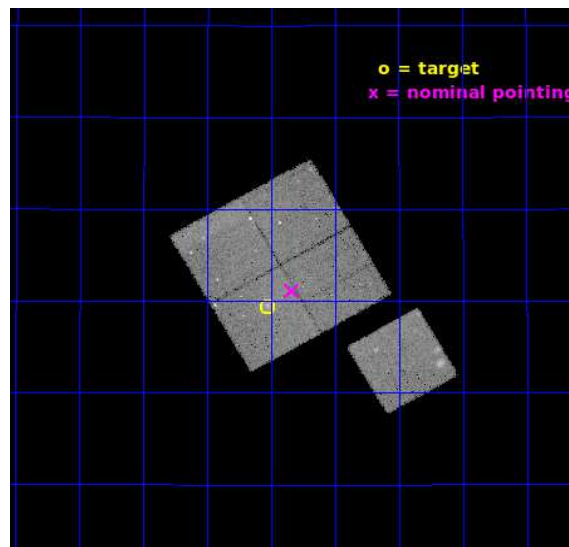 o = target
x = nominal pointing